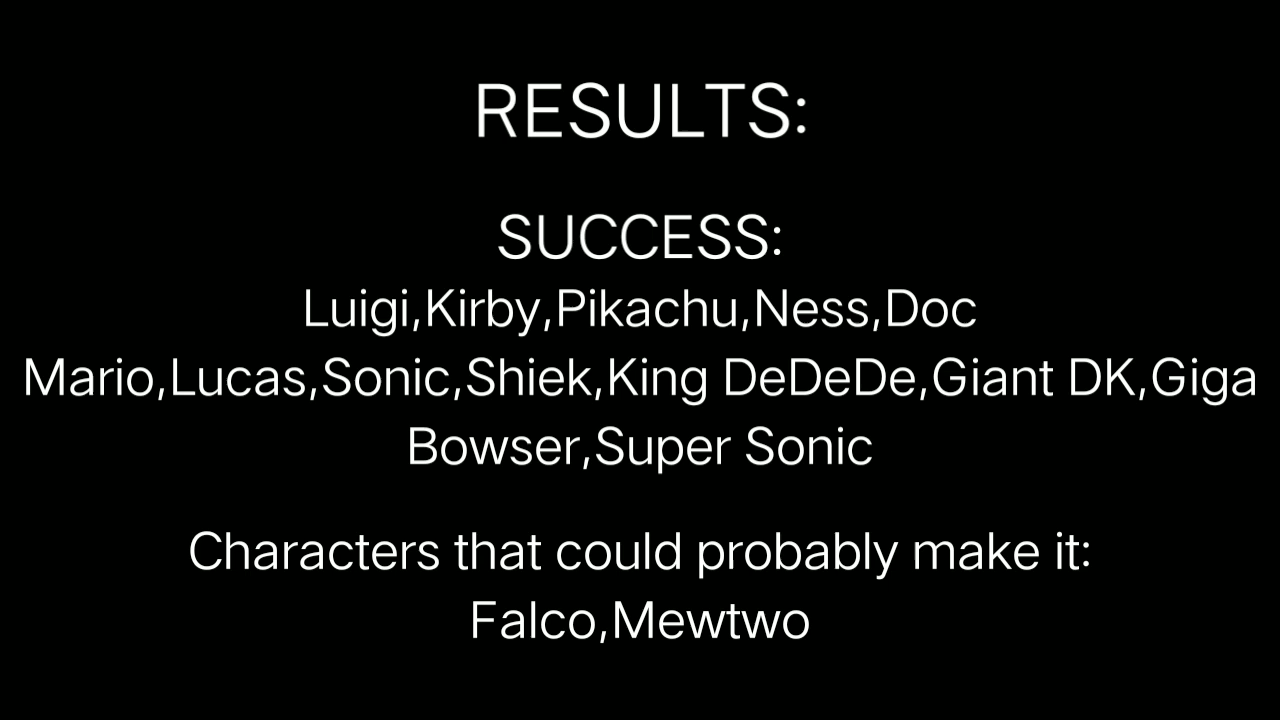 RESULTS:
SUCCESS:
Luigi,Kirby,Pikachu,Ness,Doc
Mario,Lucas,Sonic,Shiek,King DeDeDe,Giant DK,Giga
Bowser,Super Sonic
Characters that could probably make it:
Falco,Mewtwo